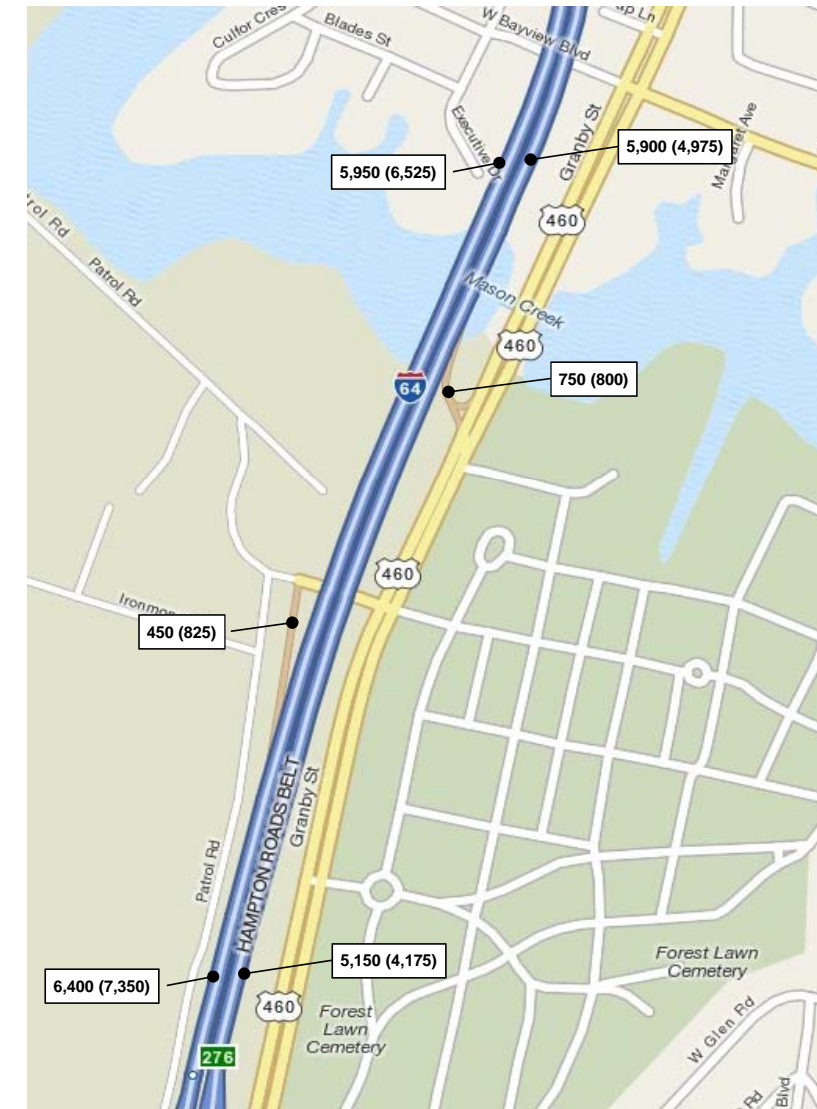 Culfor Cres
Blades St
W Bayview Blvd
ap Ln
Executive Dr
Granby St
Margaret Ave
5,950 (6,525)
5,900 (4,975)
460
trol Rd
Patrol Rd
Mason Creek
460
64
750 (800)
460
Ironmo
450 (825)
HAMPTON ROADS BELT
Granby St
Patrol Rd
6,400 (7,350)
5,150 (4,175)
460
Forest
Lawn
Cemetery
Forest Lawn
Cemetery
W Glen Rd
276
Rd
Blvd